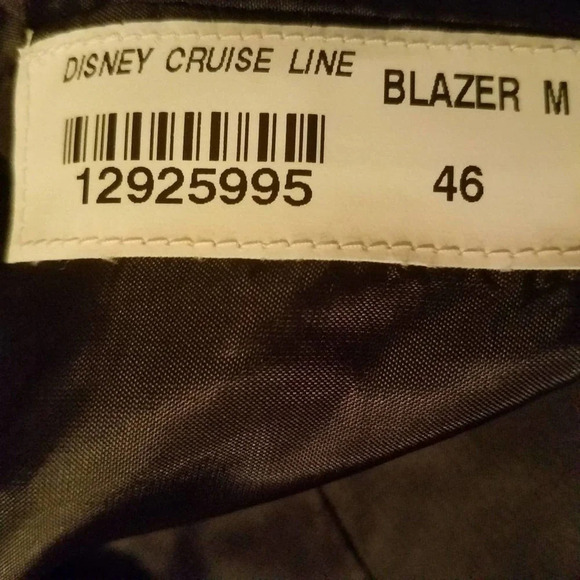 DISNEY CRUISE LINE
BLAZER M
12925995
46